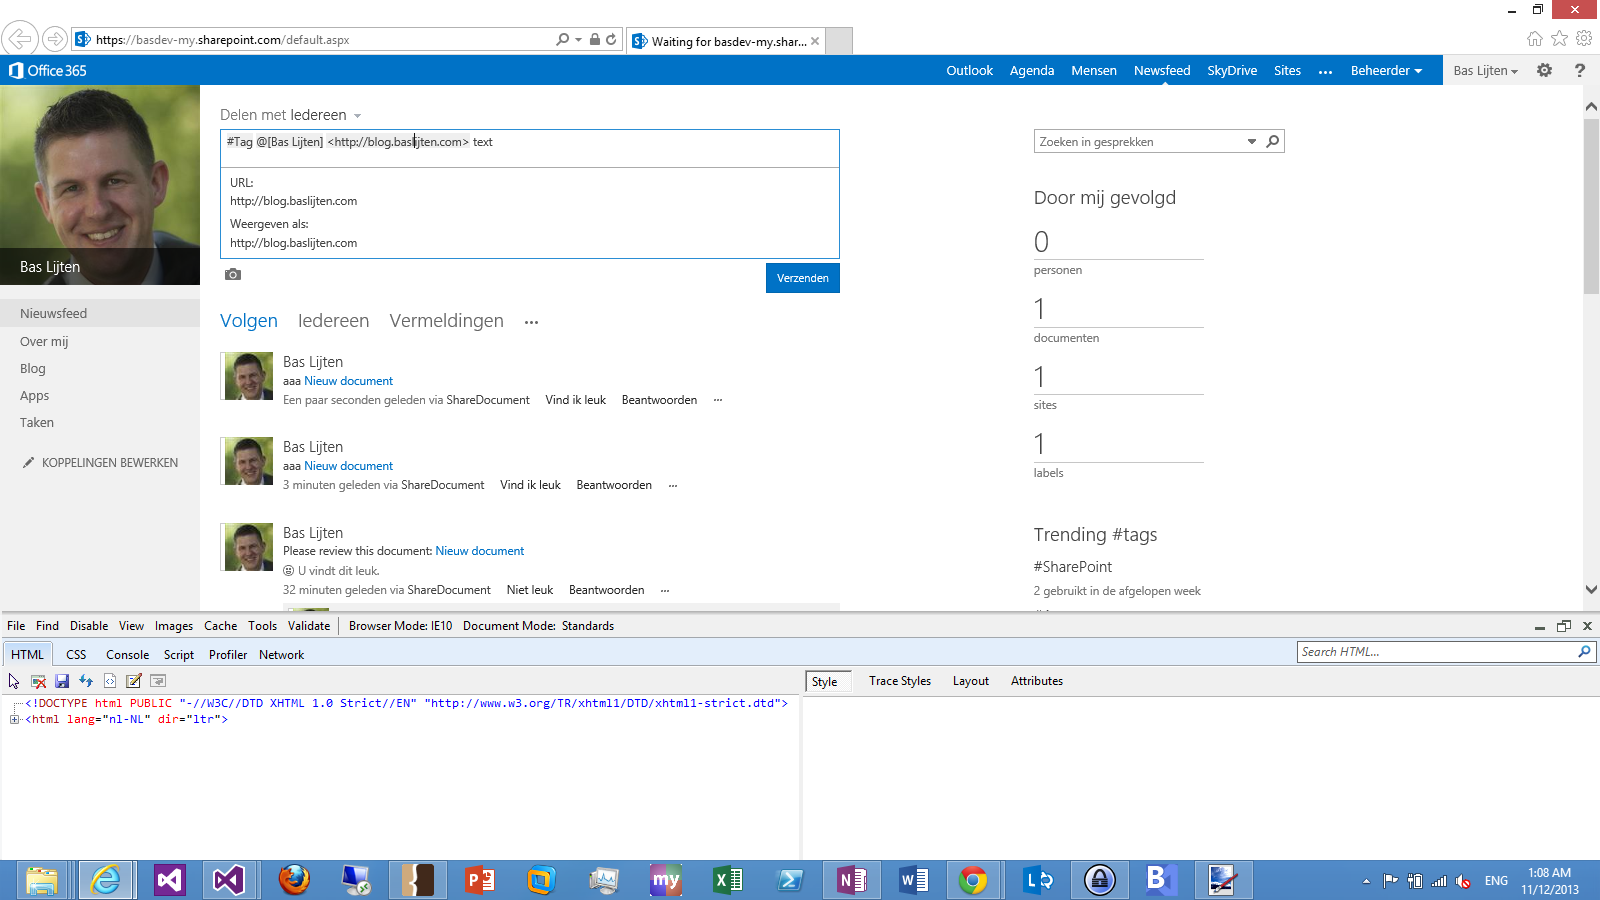 https://basdev-my.sharepoint.com/default.aspx
Waiting for basdev-my.shar...
Office 365
Outlook Agenda Mensen Newsfeed SkyDrive Sites ... Beheerder Bas Lijten ?
Bas Lijten
Nieuwsfeed
Over mij
Blog
Apps
Taken
KOPPELINGEN BEWERKEN
Delen met Iedereen
#Tag @[Bas Lijten] <http://blog.baslijten.com> text
URL:
http://blog.baslijten.com
Weergeven als:
http://blog.baslijten.com
Verzenden
Volgen Iedereen Vermeldingen ...
Bas Lijten
aaa Nieuw document
Een paar seconden geleden via ShareDocument Vind ik leuk Beantwoorden ...
Bas Lijten
aaa Nieuw document
3 minuten geleden via ShareDocument Vind ik leuk Beantwoorden ...
Bas Lijten
Please review this document: Nieuw document
U vindt dit leuk.
32 minuten geleden via ShareDocument Niet leuk Beantwoorden ...
Zoeken in gesprekken
Door mij gevolgd
0
personen
1
documenten
1
sites
1
labels
Trending #tags
#SharePoint
2 gebruikt in de afgelopen week
File Find Disable View Images Cache Tools Validate Browser Mode: IE10 Document Mode: Standards
HTML CSS Console Script Profiler Network
Search HTML...
Style Trace Styles Layout Attributes
<!DOCTYPE html PUBLIC "-//W3C//DTD XHTML 1.0 Strict//EN" "http://www.w3.org/TR/xhtml1/DTD/xhtml1-strict.dtd">
<html lang="nl-NL" dir="ltr">
my
ENG
1:08 AM
11/12/2013